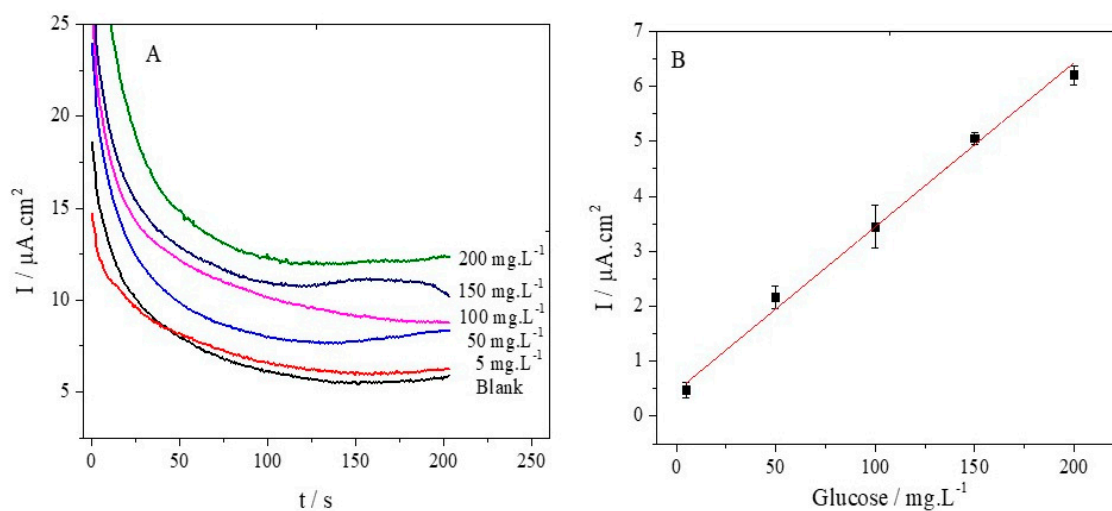 A
I / µA.cm²
25
20
15
10
5
200 mg.L⁻¹
150 mg.L⁻¹
100 mg.L⁻¹
50 mg.L⁻¹
5 mg.L⁻¹
Blank
0 50 100 150 200 250
t / s
B
I / µA.cm²
7
6
5
4
3
2
1
0
0 50 100 150 200
Glucose / mg.L⁻¹